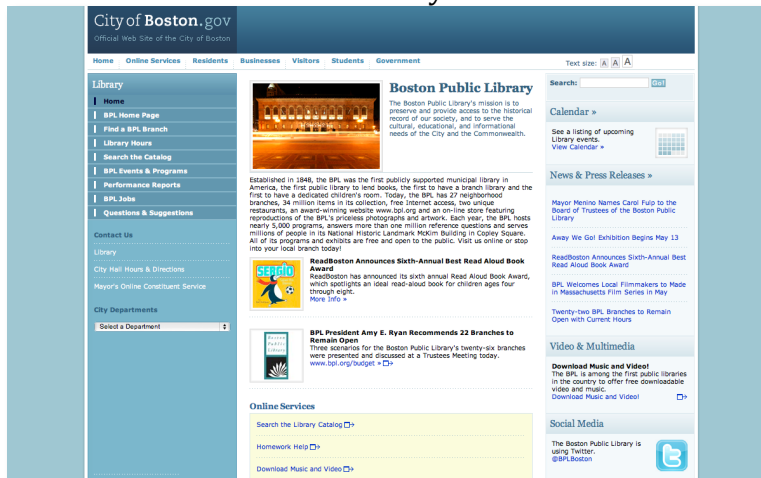 City of Boston.gov
Official Web Site of the City of Boston
Home Online Services Residents Businesses Visitors Students Government
Text size: A A A
Library
Home
BPL Home Page
Find a BPL Branch
Library Hours
Search the Catalog
BPL Events & Programs
Performance Reports
BPL Jobs
Questions & Suggestions
Contact Us
Library
City Hall Hours & Directions
Mayor's Online Constituent Service
City Departments
Select a Department
Boston Public Library
The Boston Public Library's mission is to
preserve and provide access to the historical
record of our society, and to serve the
cultural, educational, and informational
needs of the City and the Commonwealth.
Established in 1848, the BPL was the first publicly supported municipal library in
America, the first public library to lend books, the first to have a branch library and the
first to have a dedicated children's room. Today, the BPL has 27 neighborhood
branches, 34 million items in its collection, free Internet access, two unique
restaurants, an award-winning website www.bpl.org and an on-line store featuring
reproductions of the BPL's priceless photographs and artwork. Each year, the BPL hosts
nearly 5,000 programs, answers more than one million reference questions and serves
millions of people in its National Historic Landmark McKim Building in Copley Square.
All of its programs and exhibits are free and open to the public. Visit us online or stop
into your local branch today!
SERGIO
ReadBoston Announces Sixth-Annual Best Read Aloud Book
Award
ReadBoston has announced its sixth annual Read Aloud Book Award,
which spotlights an ideal read-aloud book for children ages four
through eight.
More Info »
Boston
Public
Library
BPL President Amy E. Ryan Recommends 22 Branches to
Remain Open
Three scenarios for the Boston Public Library's twenty-six branches
were presented and discussed at a Trustees Meeting today.
www.bpl.org/budget »
Online Services
Search the Library Catalog
Homework Help
Download Music and Video
Search: Go!
Calendar »
See a listing of upcoming
Library events.
View Calendar »
News & Press Releases »
Mayor Menino Names Carol Fulp to the
Board of Trustees of the Boston Public
Library
Away We Go! Exhibition Begins May 13
ReadBoston Announces Sixth-Annual Best
Read Aloud Book Award
BPL Welcomes Local Filmmakers to Made
in Massachusetts Film Series in May
Twenty-two BPL Branches to Remain
Open with Current Hours
Video & Multimedia
Download Music and Video!
The BPL is among the first public libraries
in the country to offer free downloadable
video and music.
Download Music and Video!
Social Media
The Boston Public Library is
using Twitter.
@BPLBoston